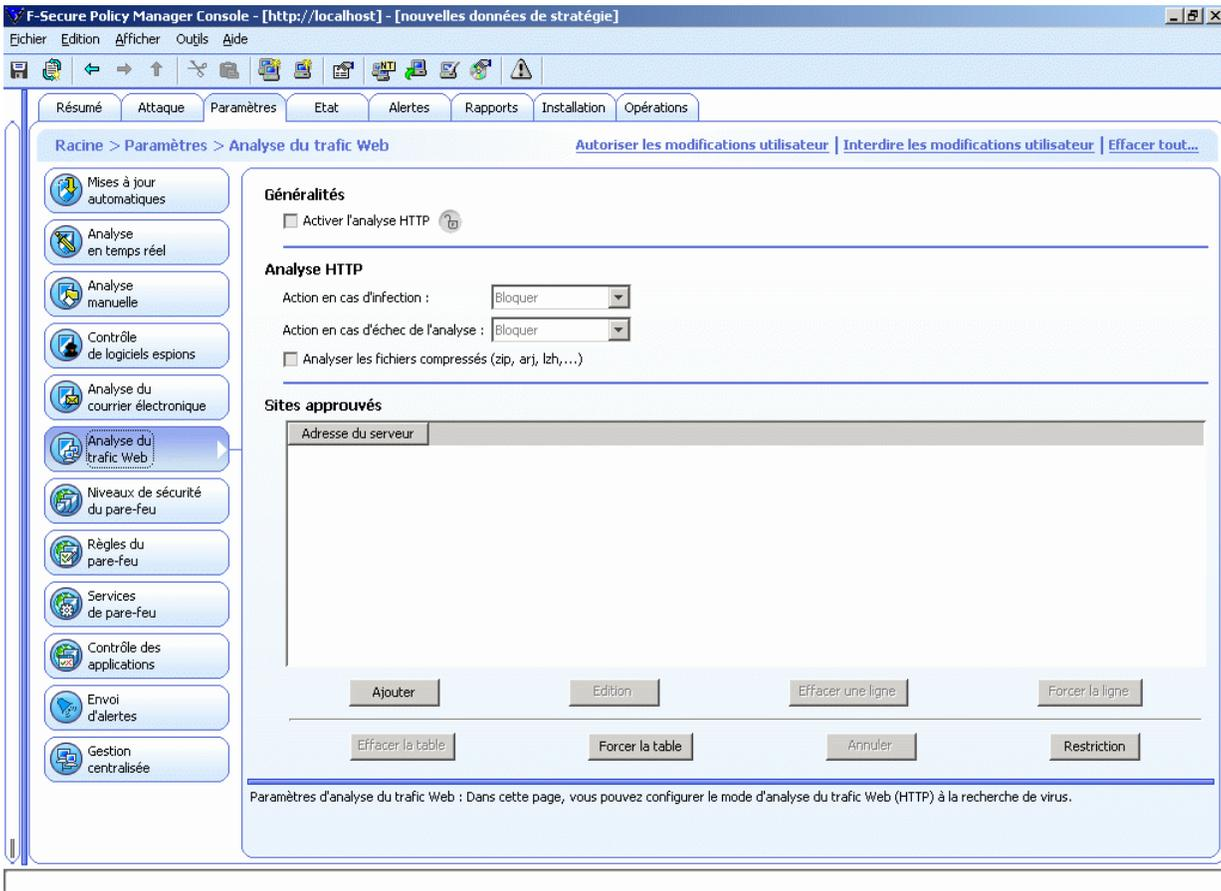 F-Secure Policy Manager Console - [http://localhost] - [nouvelles données de stratégie]
Fichier Edition Afficher Outils Aide
Résumé Attaque Paramètres Etat Alertes Rapports Installation Opérations
Racine > Paramètres > Analyse du trafic Web
Autoriser les modifications utilisateur | Interdire les modifications utilisateur | Effacer tout...
Mises à jour
automatiques
Analyse
en temps réel
Analyse
manuelle
Contrôle
de logiciels espions
Analyse du
courrier électronique
Analyse du
trafic Web
Niveaux de sécurité
du pare-feu
Règles du
pare-feu
Services
de pare-feu
Contrôle des
applications
Envoi
d'alertes
Gestion
centralisée
Généralités
Activer l'analyse HTTP
Analyse HTTP
Action en cas d'infection : Bloquer
Action en cas d'échec de l'analyse : Bloquer
Analyser les fichiers compressés (zip, arj, lzh,...)
Sites approuvés
Adresse du serveur
Ajouter Edition Effacer une ligne Forcer la ligne
Effacer la table Forcer la table Annuler Restriction
Paramètres d'analyse du trafic Web : Dans cette page, vous pouvez configurer le mode d'analyse du trafic Web (HTTP) à la recherche de virus.